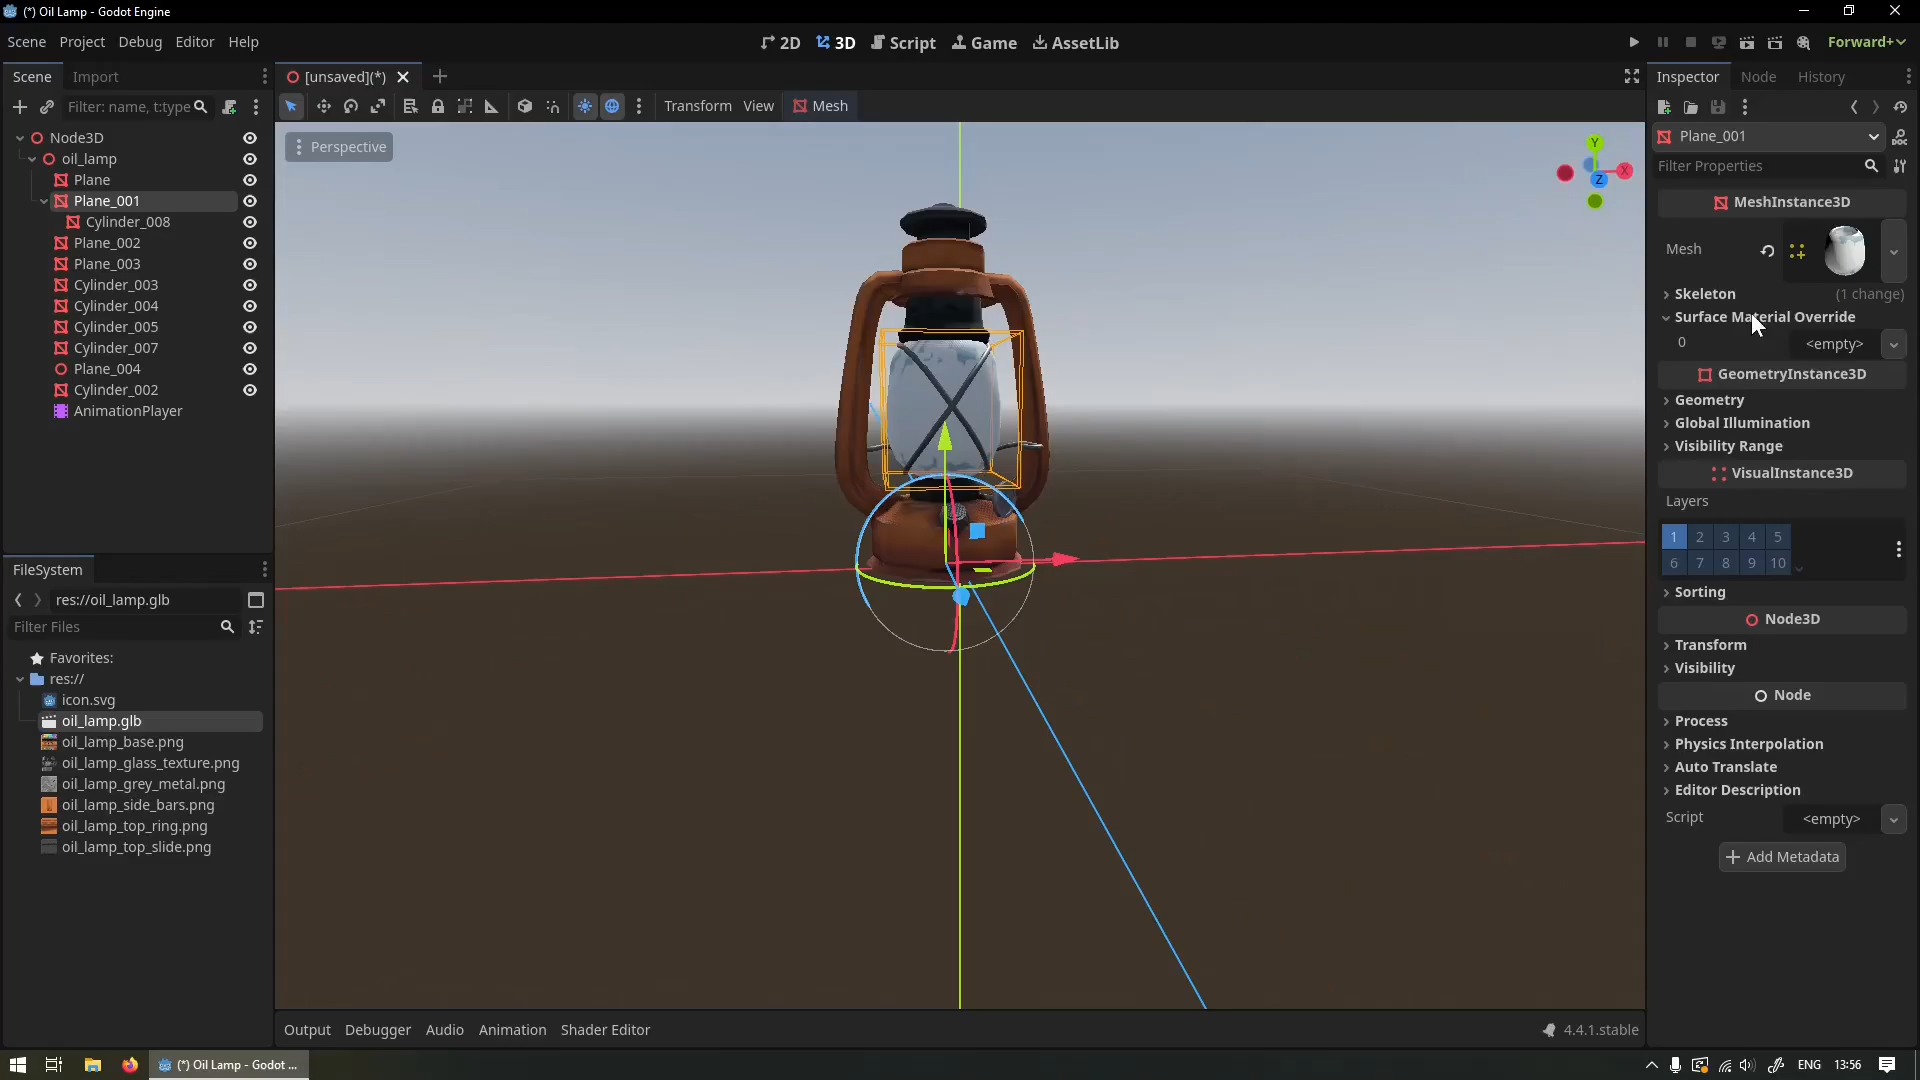 (*) Oil Lamp - Godot Engine
Scene Project Debug Editor Help
2D 3D Script Game AssetLib
Forward+
Scene Import
[unsaved](*)
Inspector Node History
Filter: name, t:type
Transform View Mesh
Perspective
Y
X
Z
Node3D
oil_lamp
Plane
Plane_001
Cylinder_008
Plane_002
Plane_003
Cylinder_003
Cylinder_004
Cylinder_005
Cylinder_007
Plane_004
Cylinder_002
AnimationPlayer
FileSystem
res://oil_lamp.glb
Filter Files
Favorites:
res://
icon.svg
oil_lamp.glb
oil_lamp_base.png
oil_lamp_glass_texture.png
oil_lamp_grey_metal.png
oil_lamp_side_bars.png
oil_lamp_top_ring.png
oil_lamp_top_slide.png
Plane_001
DOC
Filter Properties
MeshInstance3D
Mesh
Skeleton (1 change)
Surface Material Override
0 <empty>
GeometryInstance3D
Geometry
Global Illumination
Visibility Range
VisualInstance3D
Layers
1 2 3 4 5
6 7 8 9 10
Sorting
Node3D
Transform
Visibility
Node
Process
Physics Interpolation
Auto Translate
Editor Description
Script <empty>
Add Metadata
Output Debugger Audio Animation Shader Editor
4.4.1.stable
(*) Oil Lamp - Godot ...
ENG 13:56